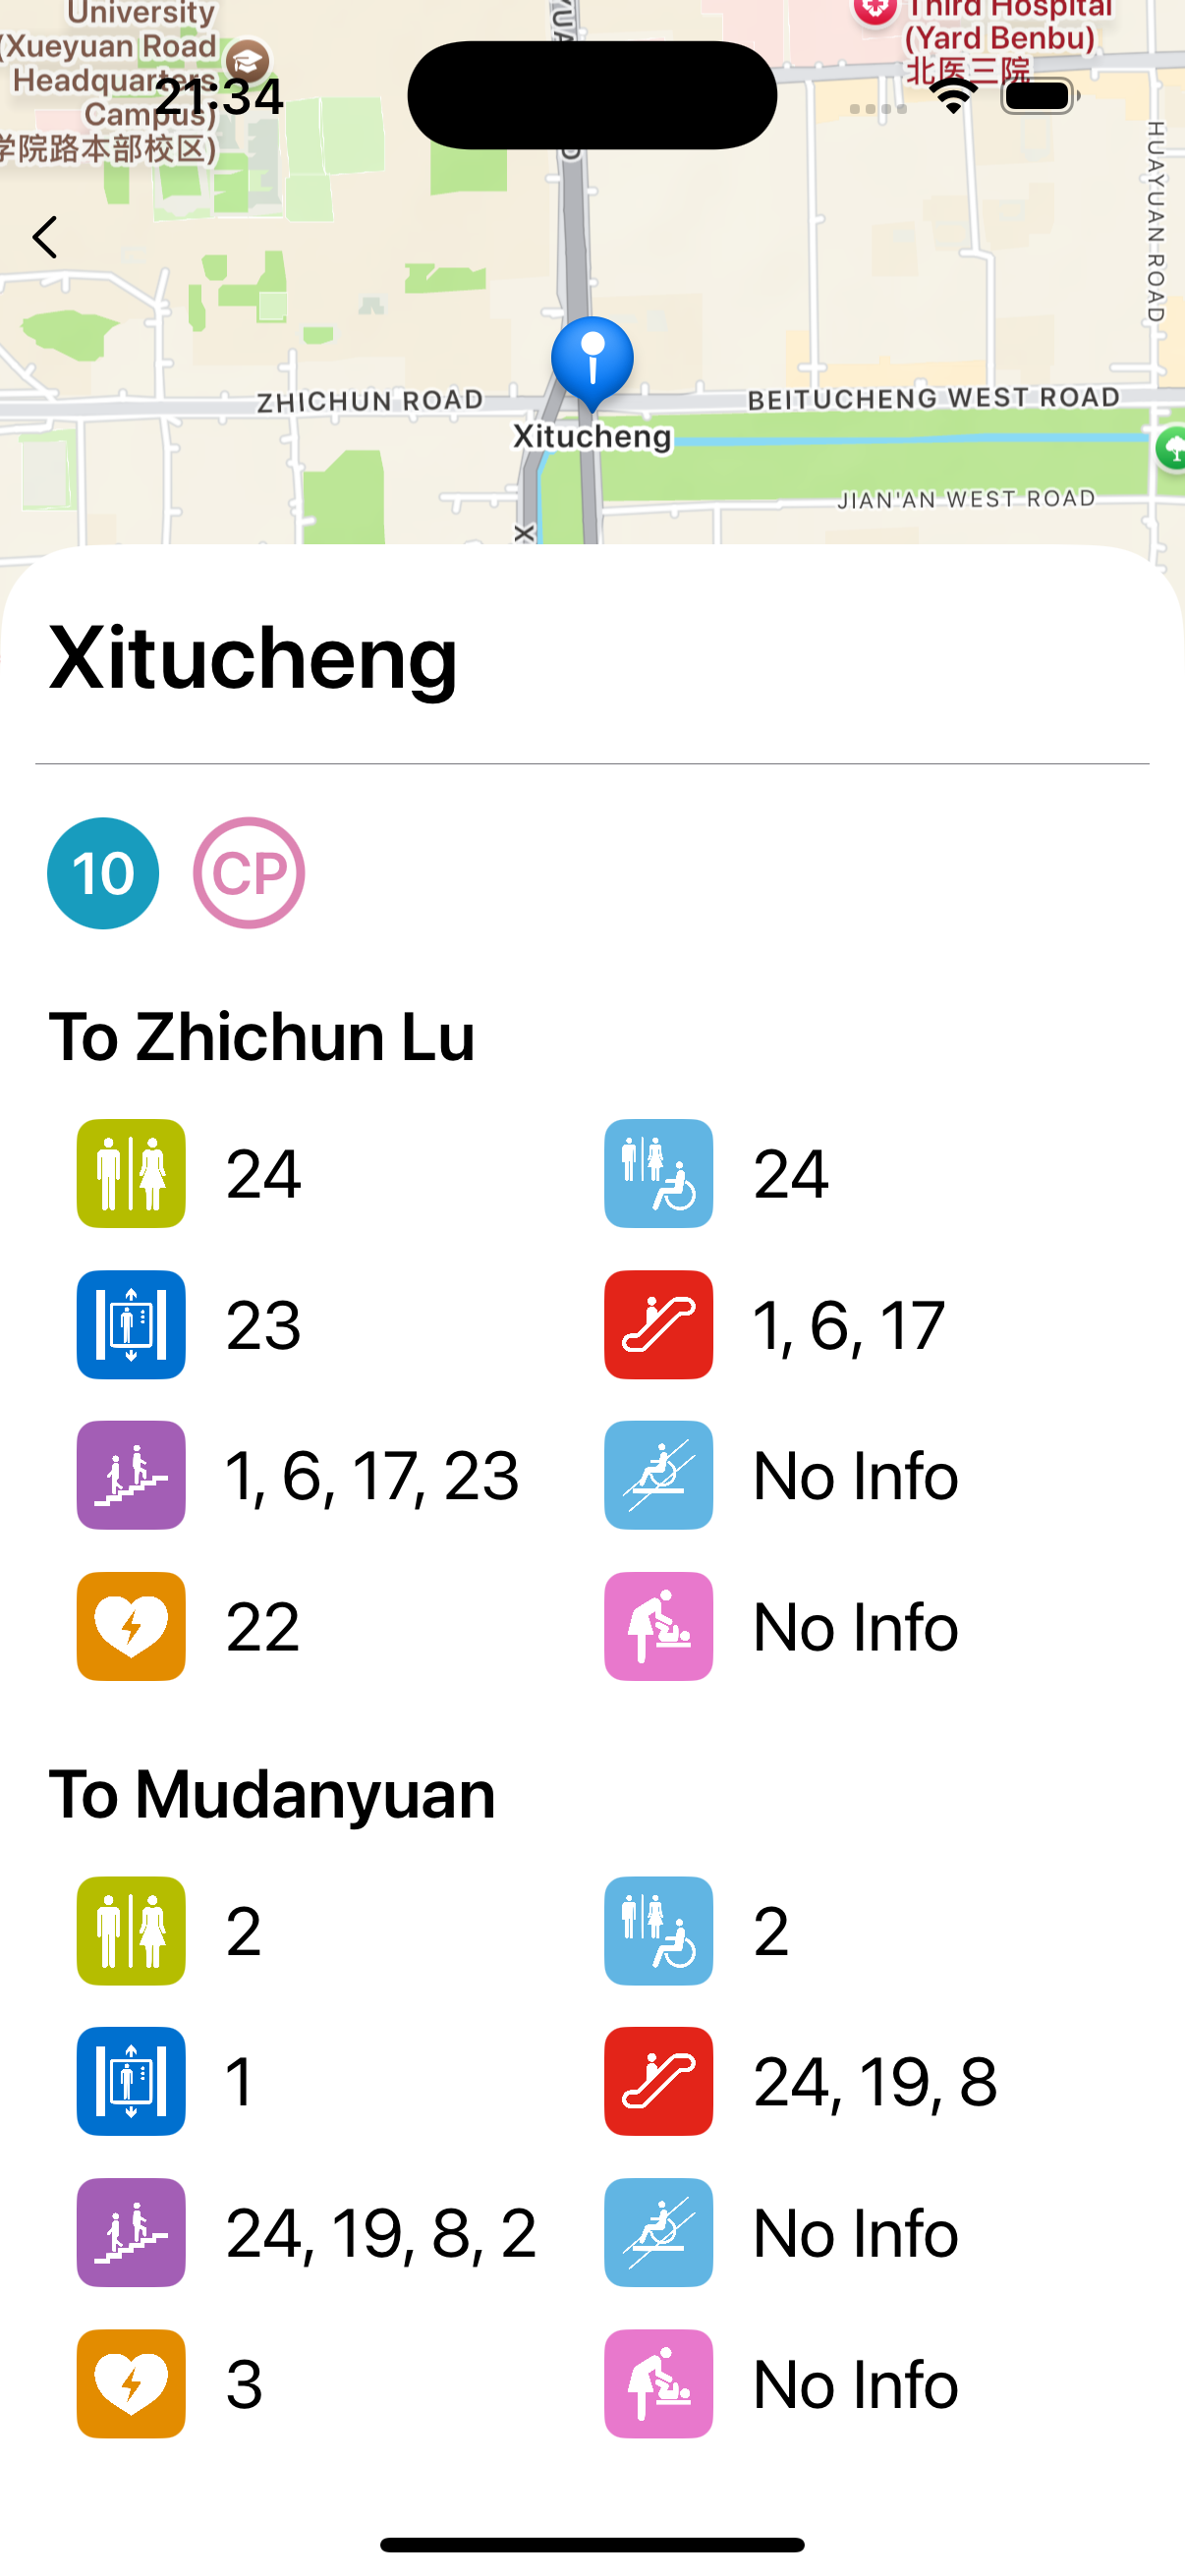 University
(Xueyuan Road
Headquarters
Campus)
学院路本部校区)
21:34
Third Hospital
(Yard Benbu)
北医三院
HUAYUAN ROAD
ZHICHUN ROAD
BEITUCHENG WEST ROAD
Xitucheng
JIAN'AN WEST ROAD
X
Xitucheng
10
CP
To Zhichun Lu
24
24
23
1, 6, 17
1, 6, 17, 23
No Info
22
No Info
To Mudanyuan
2
2
1
24, 19, 8
24, 19, 8, 2
No Info
3
No Info